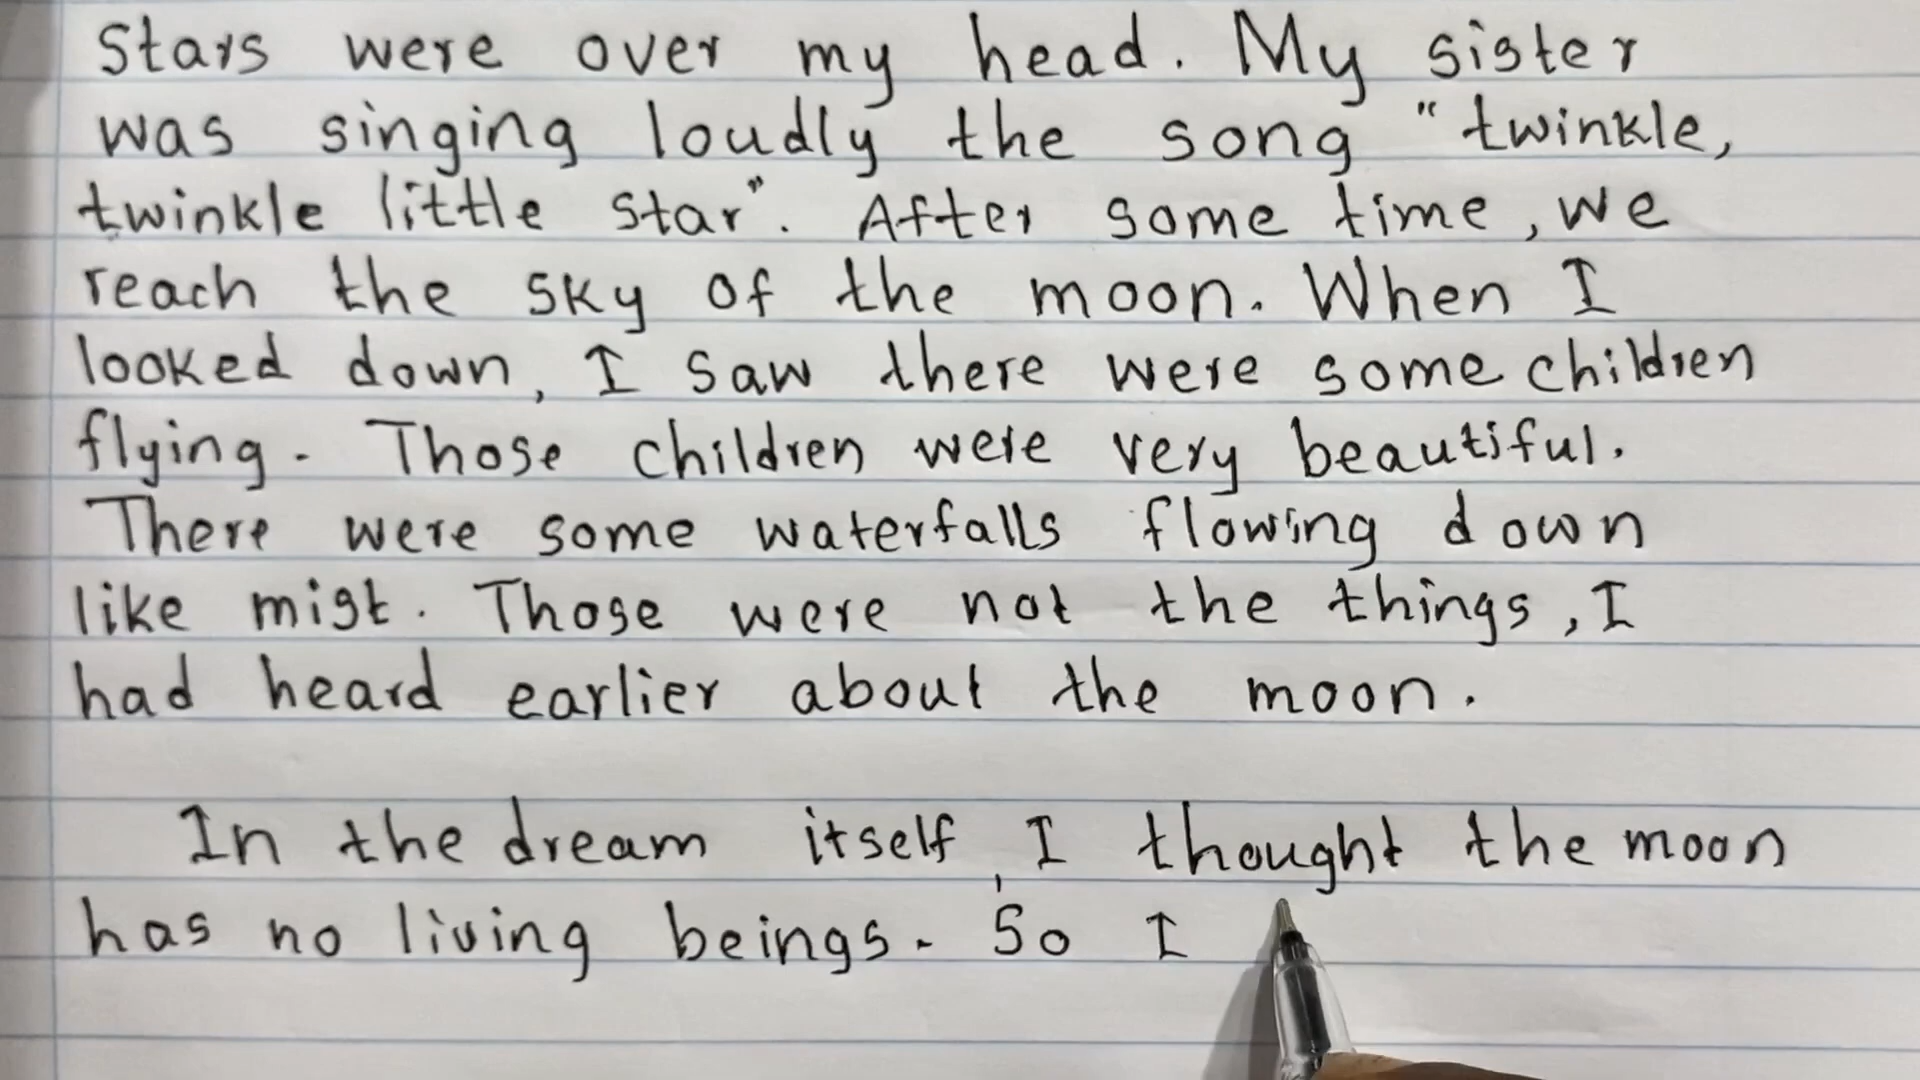 Stars were over my head. My sister
was singing loudly the song "twinkle,
twinkle little star". After some time, we
reach the sky of the moon. When I
looked down, I saw there were some children
flying. Those children were very beautiful.
There were some waterfalls flowing down
like mist. Those were not the things, I
had heard earlier about the moon.
In the dream itself, I thought the moon
has no living beings. So I